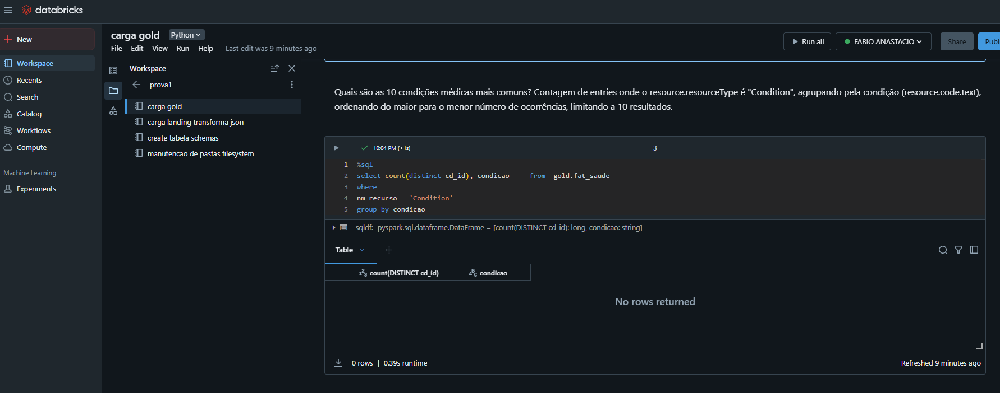 databricks
New
Workspace
Recents
Search
Catalog
Workflows
Compute
Machine Learning
Experiments
carga gold Python
File Edit View Run Help Last edit was 9 minutes ago
Run all
FABIO ANASTACIO
Share
Publ
Workspace
prova1
carga gold
carga landing transforma json
create tabela schemas
manutencao de pastas filesystem
Quais são as 10 condições médicas mais comuns? Contagem de entries onde o resource.resourceType é "Condition", agrupando pela condição (resource.code.text),
ordenando do maior para o menor número de ocorrências, limitando a 10 resultados.
10:04 PM (<1s) 3
1 %sql
2 select count(distinct cd_id), condicao from gold.fat_saude
3 where
4 nm_recurso = 'Condition'
5 group by condicao
_sqldf: pyspark.sql.dataframe.DataFrame = [count(DISTINCT cd_id): long, condicao: string]
Table +
123 count(DISTINCT cd_id) ABC condicao
No rows returned
0 rows | 0.39s runtime Refreshed 9 minutes ago